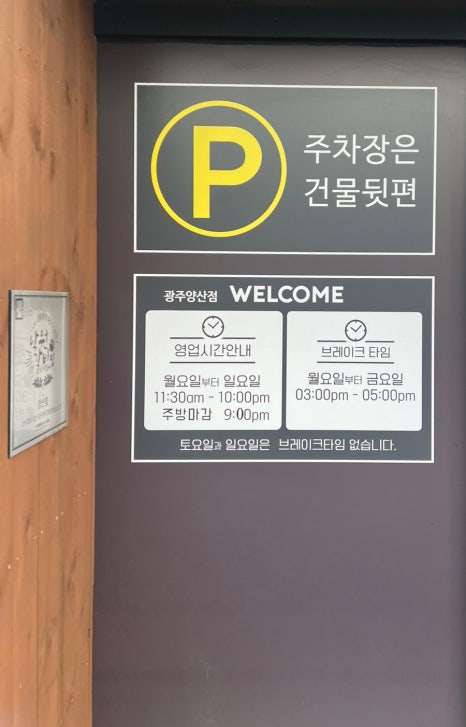 P
주차장은
건물뒷편
광주양산점 WELCOME
영업시간안내
월요일부터 일요일
11:30am - 10:00pm
주방마감 9:00pm
브레이크 타임
월요일부터 금요일
03:00pm - 05:00pm
토요일과 일요일은 브레이크타임 없습니다.